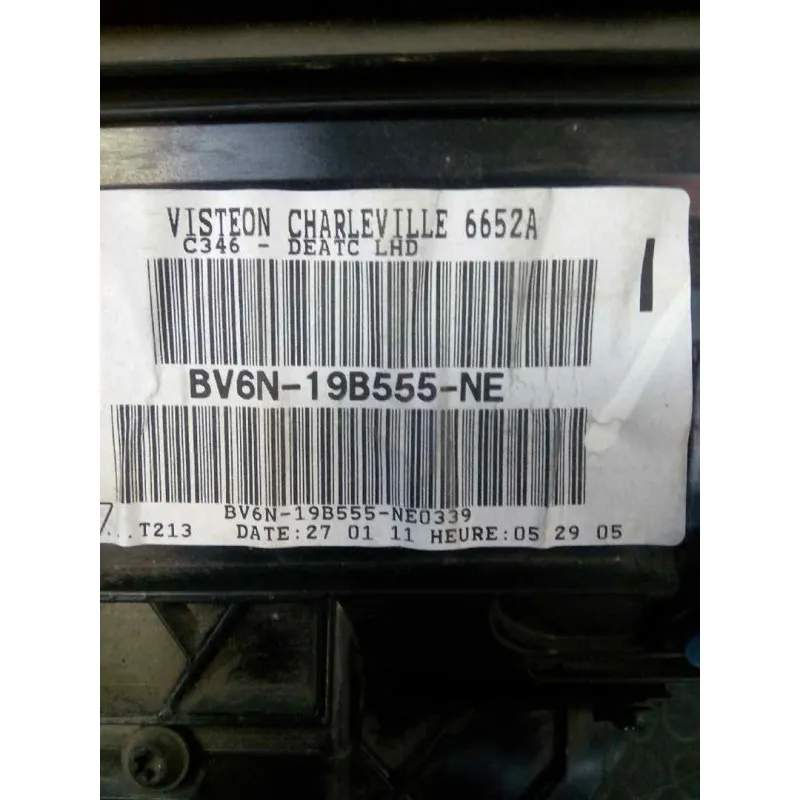 VISTEON CHARLEVILLE 6652A
C346 - DEATC LHD
BV6N-19B555-NE
BV6N-19B555-NE0339
...T213 DATE:27 01 11 HEURE:05 29 05